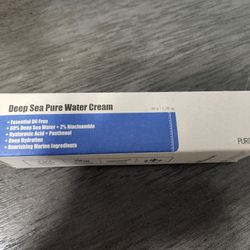 Deep Sea Pure Water Cream
• Essential Oil Free
• 69% Deep Sea Water • 2% Niacinamide
• Hyaluronic Acid • Panthenol
• Deep Hydration
• Nourishing Marine Ingredients
PURI